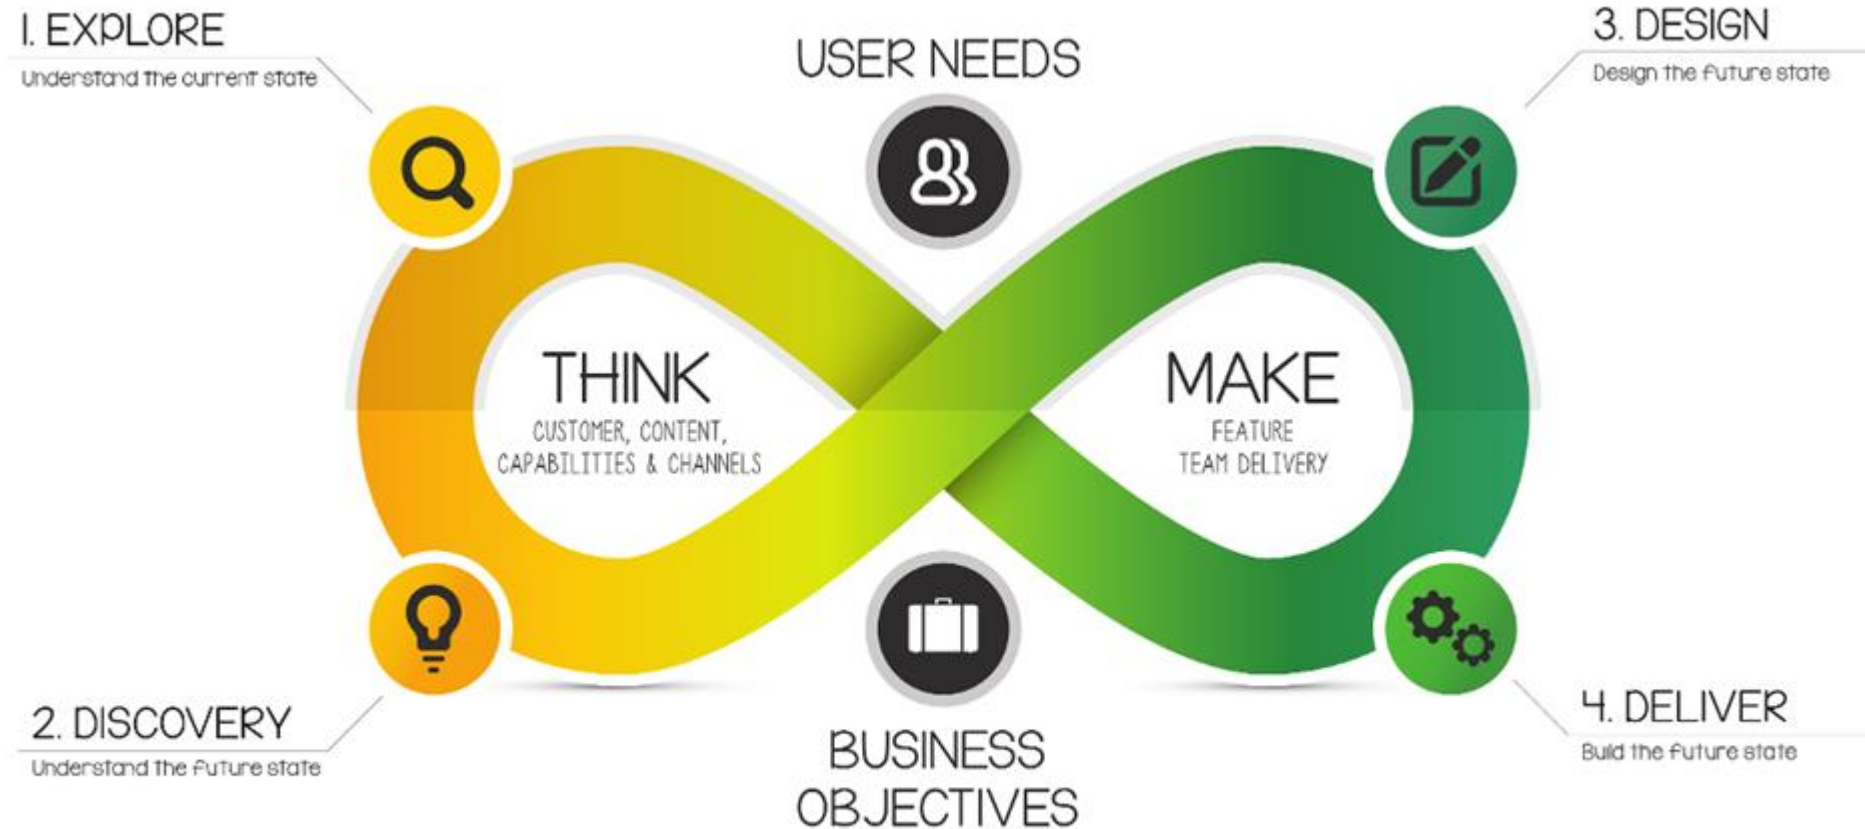 1. EXPLORE
Understand the current state
USER NEEDS
3. DESIGN
Design the future state
THINK
CUSTOMER, CONTENT,
CAPABILITIES & CHANNELS
MAKE
FEATURE
TEAM DELIVERY
2. DISCOVERY
Understand the future state
BUSINESS
OBJECTIVES
4. DELIVER
Build the future state